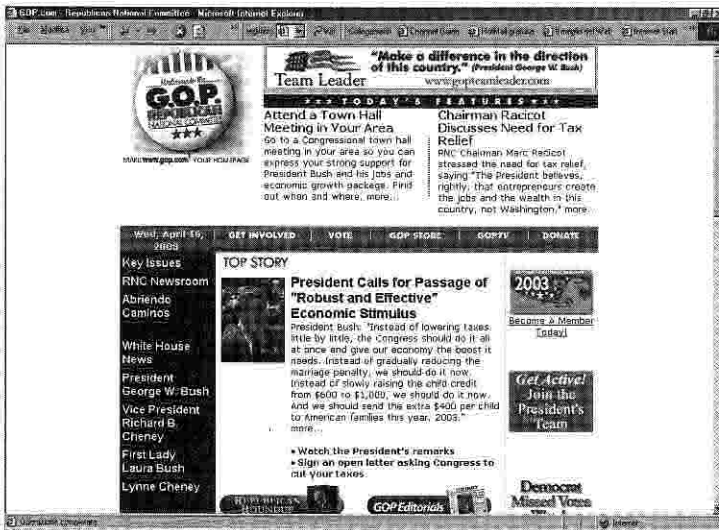 GOP.com - Republican National Committee - Microsoft Internet Explorer
G.O.P.
REPUBLICAN
NATIONAL COMMITTEE
MAKE www.gop.com YOUR HOMEPAGE
Team Leader
"Make a difference in the direction
of this country." (President George W. Bush)
www.gopteamleader.com
TODAY'S FEATURES
Attend a Town Hall
Meeting in Your Area
Go to a Congressional town hall
meeting in your area so you can
express your strong support for
President Bush and his jobs and
economic growth package. Find
out when and where, more...
Chairman Racicot
Discusses Need for Tax
Relief
RNC Chairman Marc Racicot
stressed the need for tax relief,
saying "The President believes,
rightly, that entrepreneurs create
the jobs and the wealth in this
country, not Washington." more...
Wed, April 16,
2003
GET INVOLVED
VOTE
GOP STORE
GOPTV
DONATE
Key Issues
RNC Newsroom
Abriendo
Caminos
White House
News
President
George W. Bush
Vice President
Richard B.
Cheney
First Lady
Laura Bush
Lynne Cheney
TOP STORY
President Calls for Passage of
"Robust and Effective"
Economic Stimulus
President Bush: "Instead of lowering taxes
little by little, the Congress should do it all
at once and give our economy the boost it
needs. Instead of gradually reducing the
marriage penalty, we should do it now.
Instead of slowly raising the child credit
from $600 to $1,000, we should do it now.
And we should send the extra $400 per child
to American families this year, 2003."
more...
• Watch the President's remarks
• Sign an open letter asking Congress to
cut your taxes
REPUBLICAN
ROUNDUP
GOP Editorials
2003
Become A Member
Today!
Get Active!
Join the
President's
Team
Democrat
Missed Votes
Internet